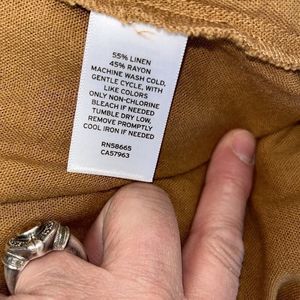 55% LINEN
45% RAYON
MACHINE WASH COLD,
GENTLE CYCLE, WITH
LIKE COLORS
ONLY NON-CHLORINE
BLEACH IF NEEDED
TUMBLE DRY LOW,
REMOVE PROMPTLY
COOL IRON IF NEEDED
RN58665
CA57963